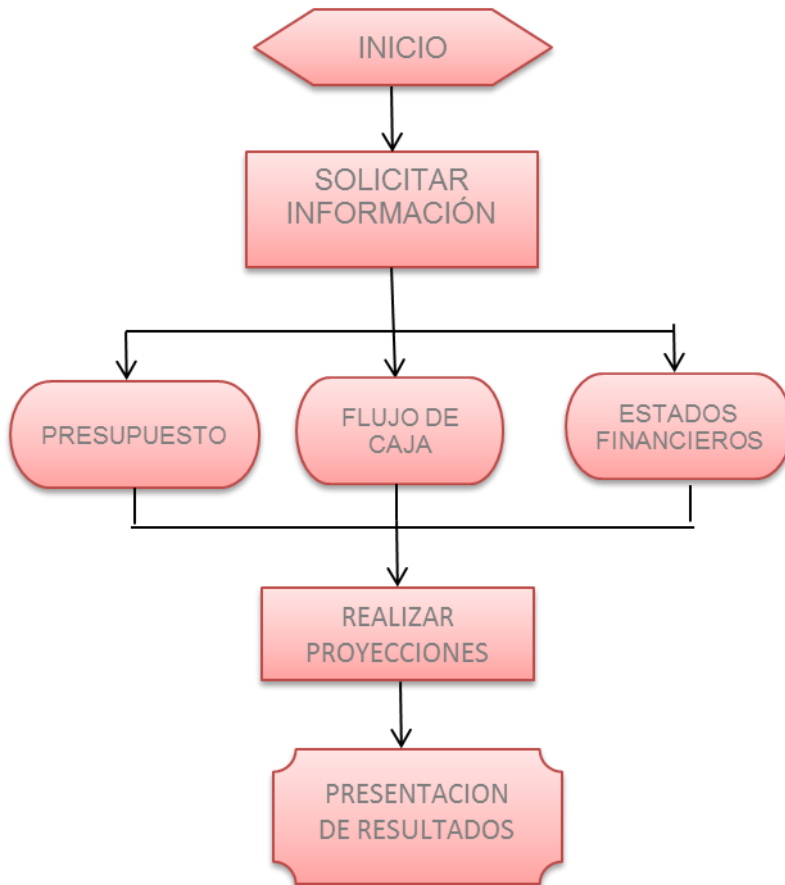 INICIO
SOLICITAR
INFORMACIÓN
PRESUPUESTO
FLUJO DE
CAJA
ESTADOS
FINANCIEROS
REALIZAR
PROYECCIONES
PRESENTACION
DE RESULTADOS